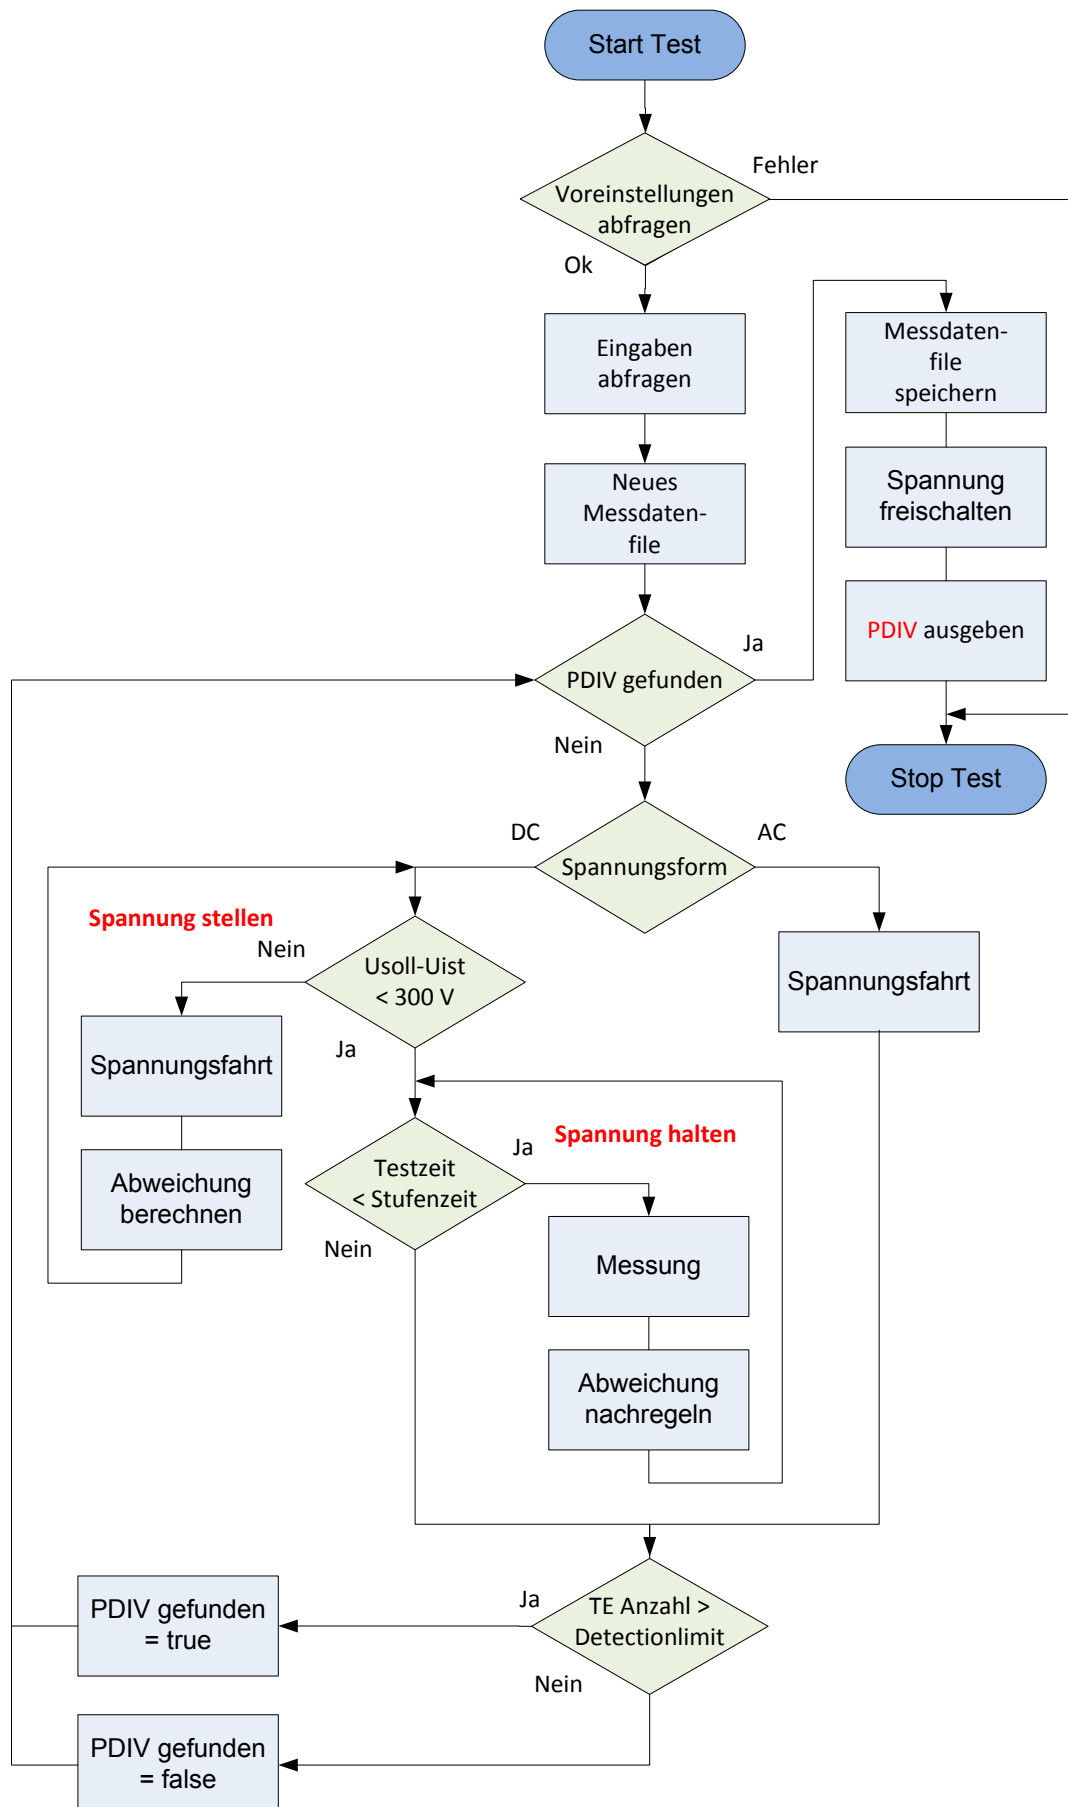 Start Test
Fehler
Voreinstellungen
abfragen
Ok
Eingaben
abfragen
Messdaten-
file
speichern
Neues
Messdaten-
file
Spannung
freischalten
PDIV ausgeben
Ja
PDIV gefunden
Nein
Stop Test
DC
AC
Spannungsform
Spannung stellen
Nein
Usoll-Uist
< 300 V
Spannungsfahrt
Ja
Spannungsfahrt
Spannung halten
Ja
Testzeit
< Stufenzeit
Abweichung
berechnen
Nein
Messung
Abweichung
nachregeln
Ja
TE Anzahl >
Detectionlimit
PDIV gefunden
= true
Nein
PDIV gefunden
= false